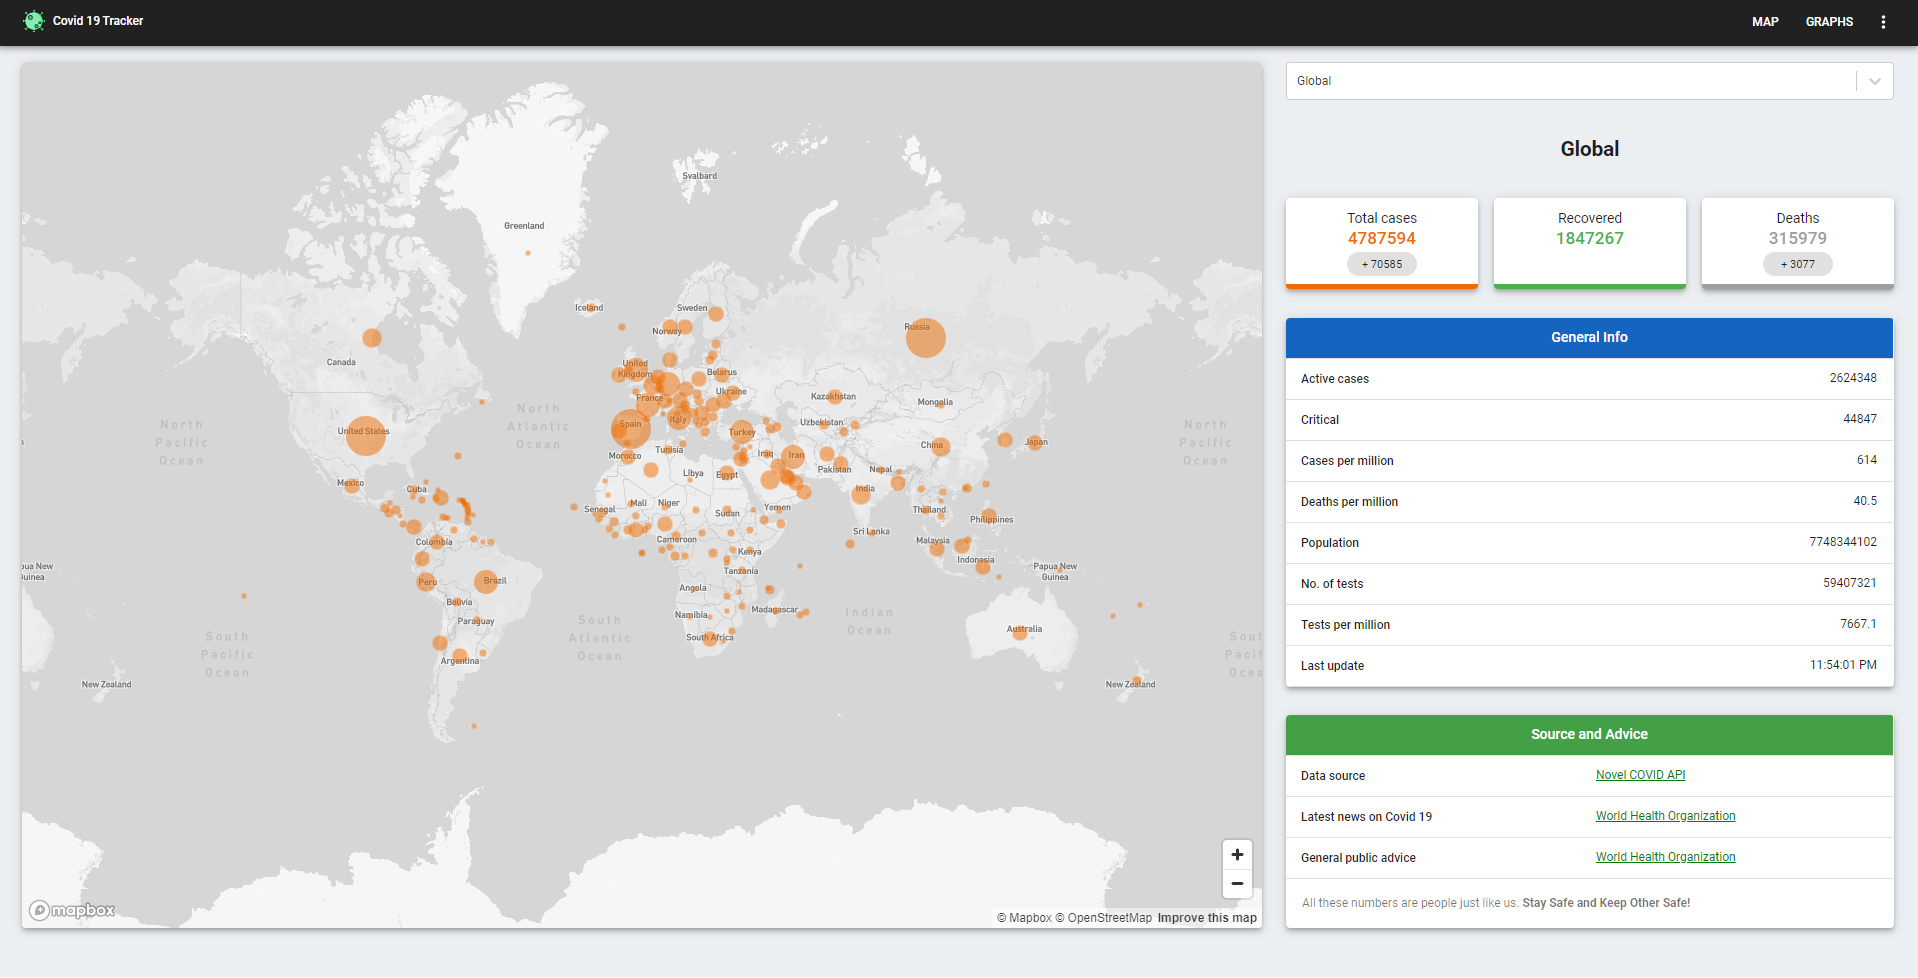 Covid 19 Tracker
MAP
GRAPHS
Svalbard
Greenland
Iceland
Sweden
Norway
Russia
Canada
United
Kingdom
Belarus
Ukraine
France
Kazakhstan
Mongolia
North
Pacific
Ocean
North
Atlantic
Ocean
North
Pacific
Ocean
United States
Spain
Italy
Turkey
Uzbekistan
China
Japan
Morocco
Tunisia
Iraq
Iran
Libya
Egypt
Pakistan
Nepal
Mexico
Cuba
India
Mali
Niger
Senegal
Sudan
Yemen
Thailand
Philippines
Sri Lanka
Colombia
Cameroon
Kenya
Malaysia
Indonesia
Papua New
Guinea
pua New
Guinea
Tanzania
Peru
Brazil
Angola
Bolivia
Namibia
Madagascar
Paraguay
South
Atlantic
Ocean
Indian
Ocean
South
Pacific
Ocean
South Africa
Australia
Sout
Pacif
Ocea
Argentina
New Zealand
New Zealand
mapbox
© Mapbox © OpenStreetMap Improve this map
Global
Global
Total cases
4787594
+ 70585
Recovered
1847267
Deaths
315979
+ 3077
General Info
Active cases 2624348
Critical 44847
Cases per million 614
Deaths per million 40.5
Population 7748344102
No. of tests 59407321
Tests per million 7667.1
Last update 11:54:01 PM
Source and Advice
Data source Novel COVID API
Latest news on Covid 19 World Health Organization
General public advice World Health Organization
All these numbers are people just like us. Stay Safe and Keep Other Safe!